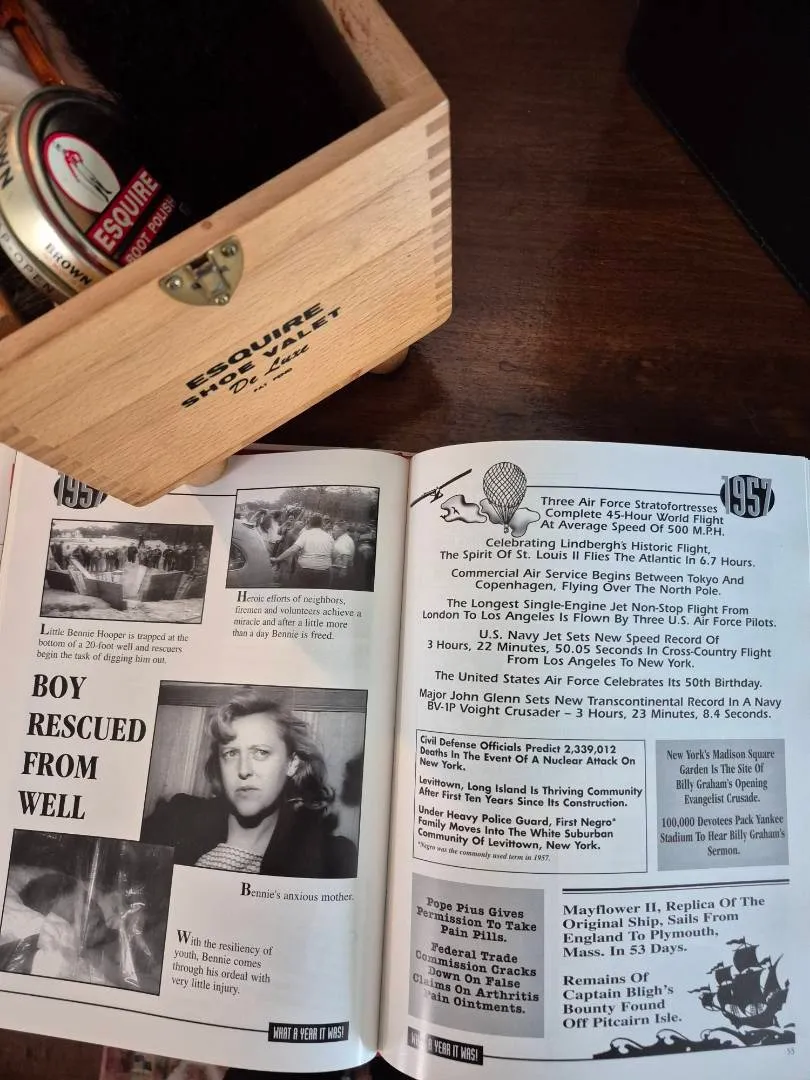 BROWN
ESQUIRE
BOOT POLISH
BROWN
OPEN
ESQUIRE
SHOE VALET
De Luxe
1957
Little Bennie Hooper is trapped at the
bottom of a 20-foot well and rescuers
begin the task of digging him out.
Heroic efforts of neighbors,
firemen and volunteers achieve a
miracle and after a little more
than a day Bennie is freed.
BOY
RESCUED
FROM
WELL
Bennie's anxious mother.
With the resiliency of
youth, Bennie comes
through his ordeal with
very little injury.
WHAT A YEAR IT WAS!
1957
Three Air Force Stratofortresses
Complete 45-Hour World Flight
At Average Speed Of 500 M.P.H.
Celebrating Lindbergh's Historic Flight,
The Spirit Of St. Louis II Flies The Atlantic In 6.7 Hours.
Commercial Air Service Begins Between Tokyo And
Copenhagen, Flying Over The North Pole.
The Longest Single-Engine Jet Non-Stop Flight From
London To Los Angeles Is Flown By Three U.S. Air Force Pilots.
U.S. Navy Jet Sets New Speed Record Of
3 Hours, 22 Minutes, 50.05 Seconds In Cross-Country Flight
From Los Angeles To New York.
The United States Air Force Celebrates Its 50th Birthday.
Major John Glenn Sets New Transcontinental Record In A Navy
BV-1P Voight Crusader – 3 Hours, 23 Minutes, 8.4 Seconds.
Civil Defense Officials Predict 2,339,012
Deaths In The Event Of A Nuclear Attack On
New York.
Levittown, Long Island Is Thriving Community
After First Ten Years Since Its Construction.
Under Heavy Police Guard, First Negro*
Family Moves Into The White Suburban
Community Of Levittown, New York.
*Negro was the commonly used term in 1957.
New York's Madison Square
Garden Is The Site Of
Billy Graham's Opening
Evangelist Crusade.
100,000 Devotees Pack Yankee
Stadium To Hear Billy Graham's
Sermon.
Pope Pius Gives
Permission To Take
Pain Pills.
Federal Trade
Commission Cracks
Down On False
Claims On Arthritis
Pain Ointments.
Mayflower II, Replica Of The
Original Ship, Sails From
England To Plymouth,
Mass. In 53 Days.
Remains Of
Captain Bligh's
Bounty Found
Off Pitcairn Isle.
WHAT A YEAR IT WAS!
55